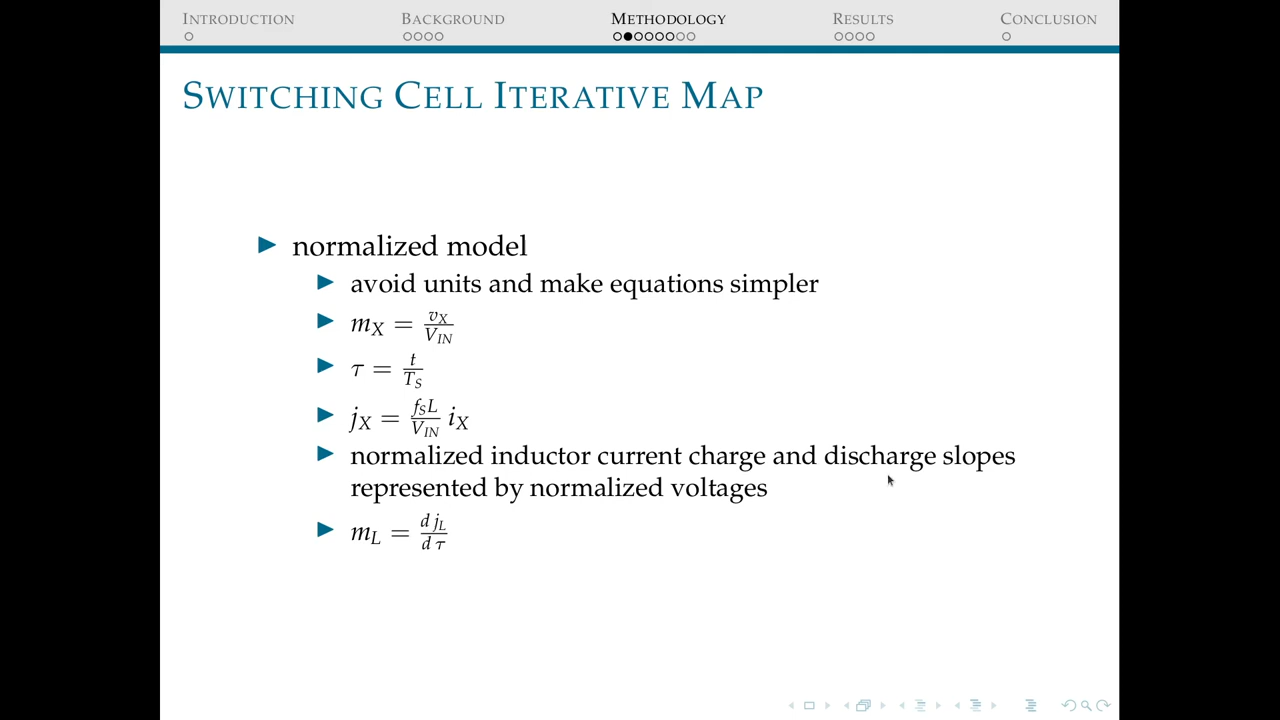 INTRODUCTION BACKGROUND METHODOLOGY RESULTS CONCLUSION
SWITCHING CELL ITERATIVE MAP
normalized model
avoid units and make equations simpler
m_X = v_X / V_IN
τ = t / T_S
j_X = f_S L / V_IN i_X
normalized inductor current charge and discharge slopes
represented by normalized voltages
m_L = d j_L / d τ